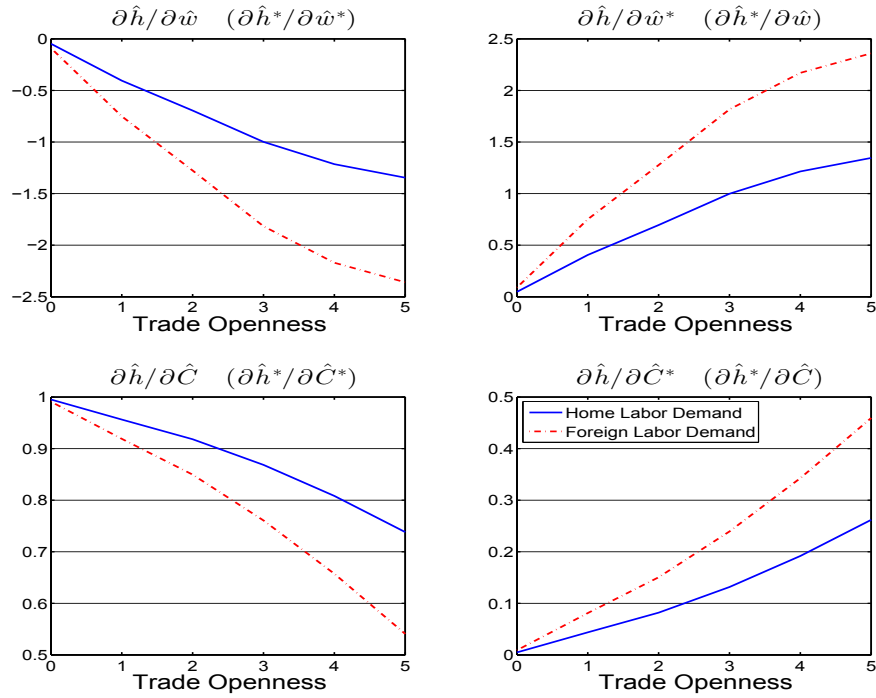 ∂ĥ/∂ŵ (∂ĥ*/∂ŵ*)
0
−0.5
−1
−1.5
−2
−2.5
0 1 2 3 4 5
Trade Openness
∂ĥ/∂ŵ* (∂ĥ*/∂ŵ)
2.5
2
1.5
1
0.5
0
0 1 2 3 4 5
Trade Openness
∂ĥ/∂Ĉ (∂ĥ*/∂Ĉ*)
1
0.9
0.8
0.7
0.6
0.5
0 1 2 3 4 5
Trade Openness
∂ĥ/∂Ĉ* (∂ĥ*/∂Ĉ)
0.5
0.4
0.3
0.2
0.1
0
Home Labor Demand
Foreign Labor Demand
0 1 2 3 4 5
Trade Openness